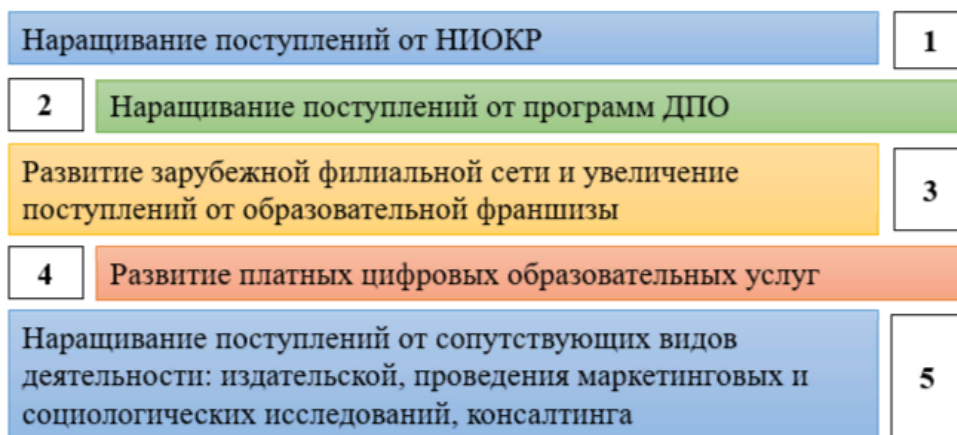 Наращивание поступлений от НИОКР
1
2
Наращивание поступлений от программ ДПО
Развитие зарубежной филиальной сети и увеличение
поступлений от образовательной франшизы
3
4
Развитие платных цифровых образовательных услуг
Наращивание поступлений от сопутствующих видов
деятельности: издательской, проведения маркетинговых и
социологических исследований, консалтинга
5